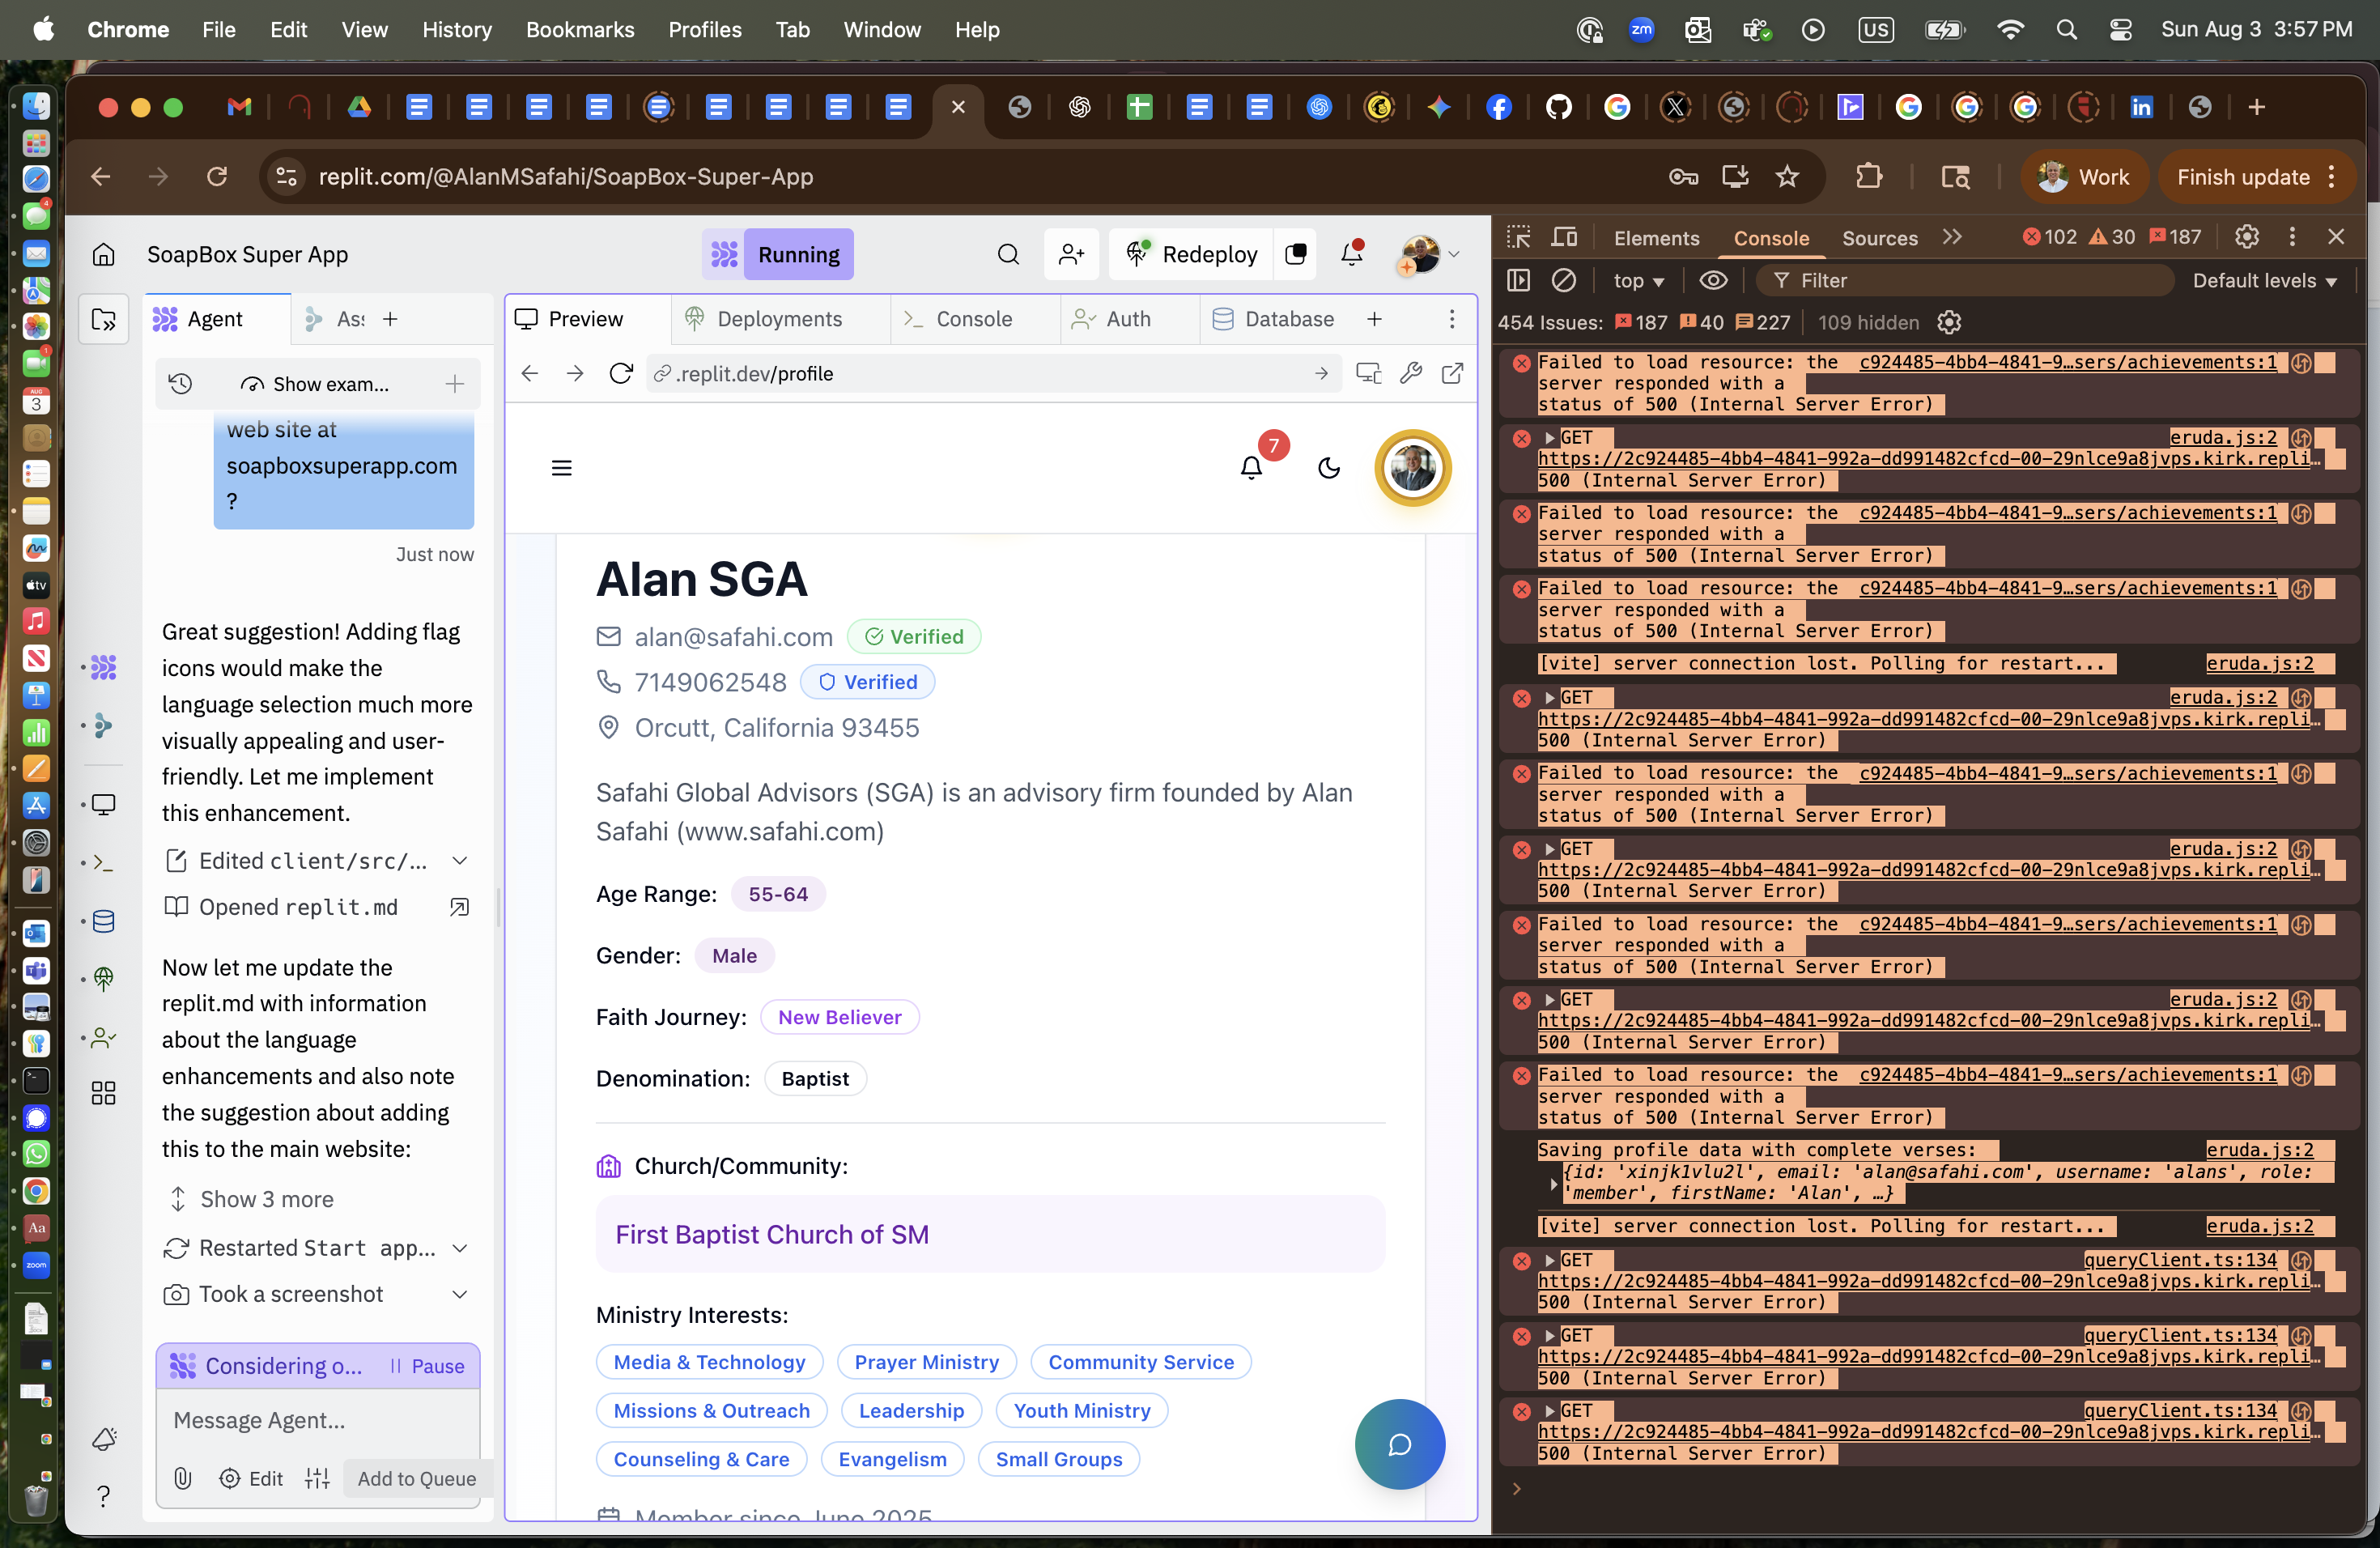 Chrome File Edit View History Bookmarks Profiles Tab Window Help
zm US Sun Aug 3 3:57 PM
replit.com/@AlanMSafahi/SoapBox-Super-App
Work Finish update
SoapBox Super App
Running
Redeploy
Agent
Show exam...
web site at
soapboxsuperapp.com
?
Just now
Great suggestion! Adding flag
icons would make the
language selection much more
visually appealing and user-
friendly. Let me implement
this enhancement.
Edited client/src/...
Opened replit.md
Now let me update the
replit.md with information
about the language
enhancements and also note
the suggestion about adding
this to the main website:
Show 3 more
Restarted Start app...
Took a screenshot
Considering o... Pause
Message Agent...
Edit Add to Queue
Preview Deployments Console Auth Database
.replit.dev/profile
7
Alan SGA
alan@safahi.com Verified
7149062548 Verified
Orcutt, California 93455
Safahi Global Advisors (SGA) is an advisory firm founded by Alan
Safahi (www.safahi.com)
Age Range: 55-64
Gender: Male
Faith Journey: New Believer
Denomination: Baptist
Church/Community:
First Baptist Church of SM
Ministry Interests:
Media & Technology Prayer Ministry Community Service
Missions & Outreach Leadership Youth Ministry
Counseling & Care Evangelism Small Groups
Member since June 2025
Elements Console Sources 102 30 187
top Filter Default levels
454 Issues: 187 40 227 109 hidden
Failed to load resource: the c924485-4bb4-4841-9…sers/achievements:1
server responded with a
status of 500 (Internal Server Error)
GET eruda.js:2
https://2c924485-4bb4-4841-992a-dd991482cfcd-00-29nlce9a8jvps.kirk.repli…
500 (Internal Server Error)
Failed to load resource: the c924485-4bb4-4841-9…sers/achievements:1
server responded with a
status of 500 (Internal Server Error)
Failed to load resource: the c924485-4bb4-4841-9…sers/achievements:1
server responded with a
status of 500 (Internal Server Error)
[vite] server connection lost. Polling for restart... eruda.js:2
GET eruda.js:2
https://2c924485-4bb4-4841-992a-dd991482cfcd-00-29nlce9a8jvps.kirk.repli…
500 (Internal Server Error)
Failed to load resource: the c924485-4bb4-4841-9…sers/achievements:1
server responded with a
status of 500 (Internal Server Error)
GET eruda.js:2
https://2c924485-4bb4-4841-992a-dd991482cfcd-00-29nlce9a8jvps.kirk.repli…
500 (Internal Server Error)
Failed to load resource: the c924485-4bb4-4841-9…sers/achievements:1
server responded with a
status of 500 (Internal Server Error)
GET eruda.js:2
https://2c924485-4bb4-4841-992a-dd991482cfcd-00-29nlce9a8jvps.kirk.repli…
500 (Internal Server Error)
Failed to load resource: the c924485-4bb4-4841-9…sers/achievements:1
server responded with a
status of 500 (Internal Server Error)
Saving profile data with complete verses: eruda.js:2
{id: 'xinjk1vlu2l', email: 'alan@safahi.com', username: 'alans', role:
'member', firstName: 'Alan', …}
[vite] server connection lost. Polling for restart... eruda.js:2
GET queryClient.ts:134
https://2c924485-4bb4-4841-992a-dd991482cfcd-00-29nlce9a8jvps.kirk.repli…
500 (Internal Server Error)
GET queryClient.ts:134
https://2c924485-4bb4-4841-992a-dd991482cfcd-00-29nlce9a8jvps.kirk.repli…
500 (Internal Server Error)
GET queryClient.ts:134
https://2c924485-4bb4-4841-992a-dd991482cfcd-00-29nlce9a8jvps.kirk.repli…
500 (Internal Server Error)